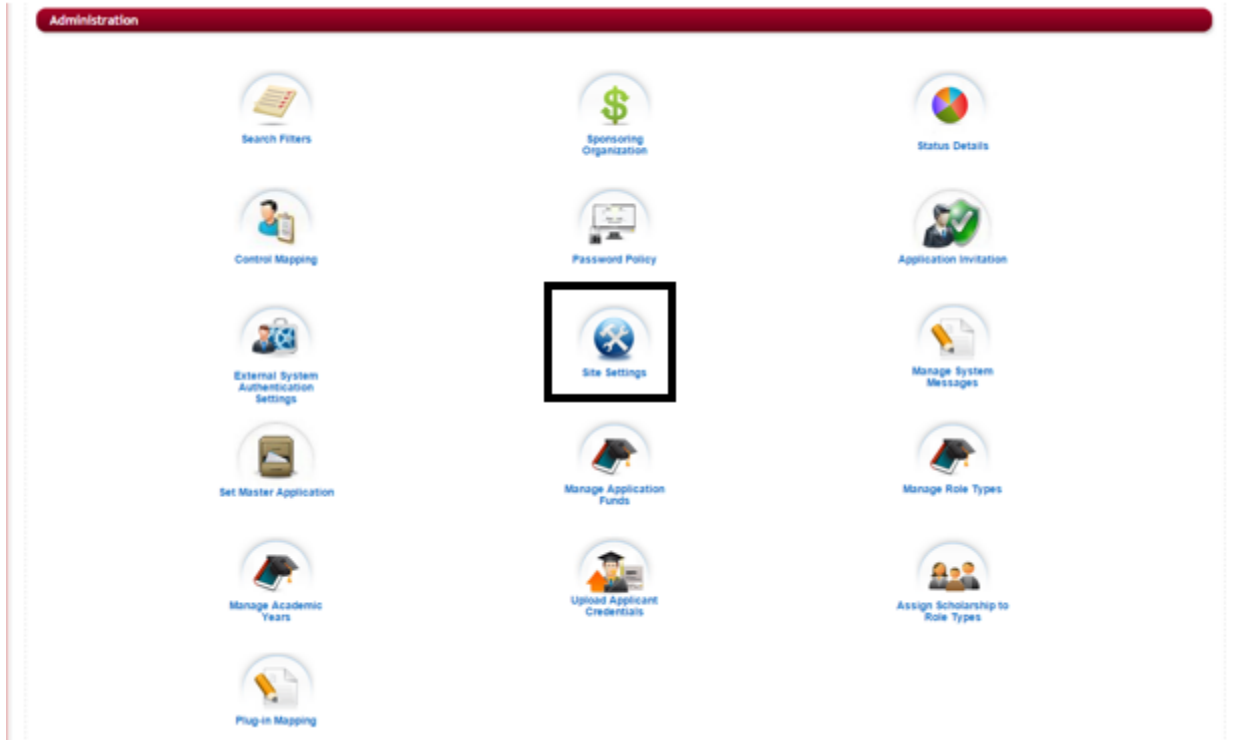 Administration
Search Filters
Sponsoring
Organization
Status Details
Control Mapping
Password Policy
Application Invitation
External System
Authentication
Settings
Site Settings
Manage System
Messages
Set Master Application
Manage Application
Funds
Manage Role Types
Manage Academic
Years
Upload Applicant
Credentials
Assign Scholarship to
Role Types
Plug-in Mapping